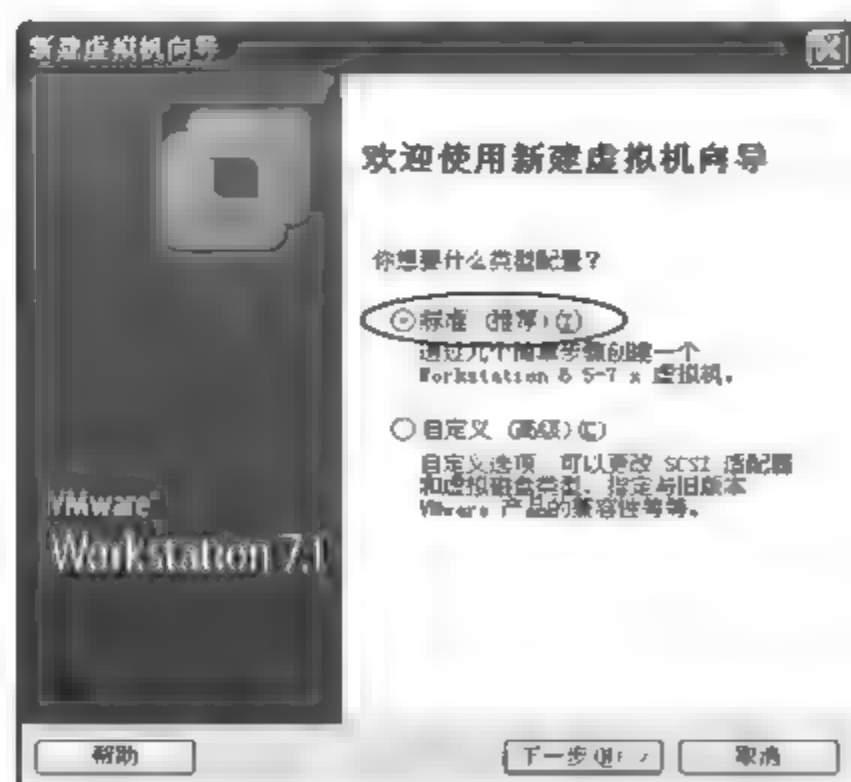 新建虚拟机向导
欢迎使用新建虚拟机向导
你想要什么类型配置？
标准（推荐）(T)
通过几个简单步骤创建一个
Workstation 6 5-7 x 虚拟机。
自定义（高级）(C)
自定义选项 可以更改 SCSI 适配器
和虚拟磁盘类型、指定与旧版本
VMware 产品的兼容性等等。
VMware
Workstation 7.1
帮助
下一步
取消